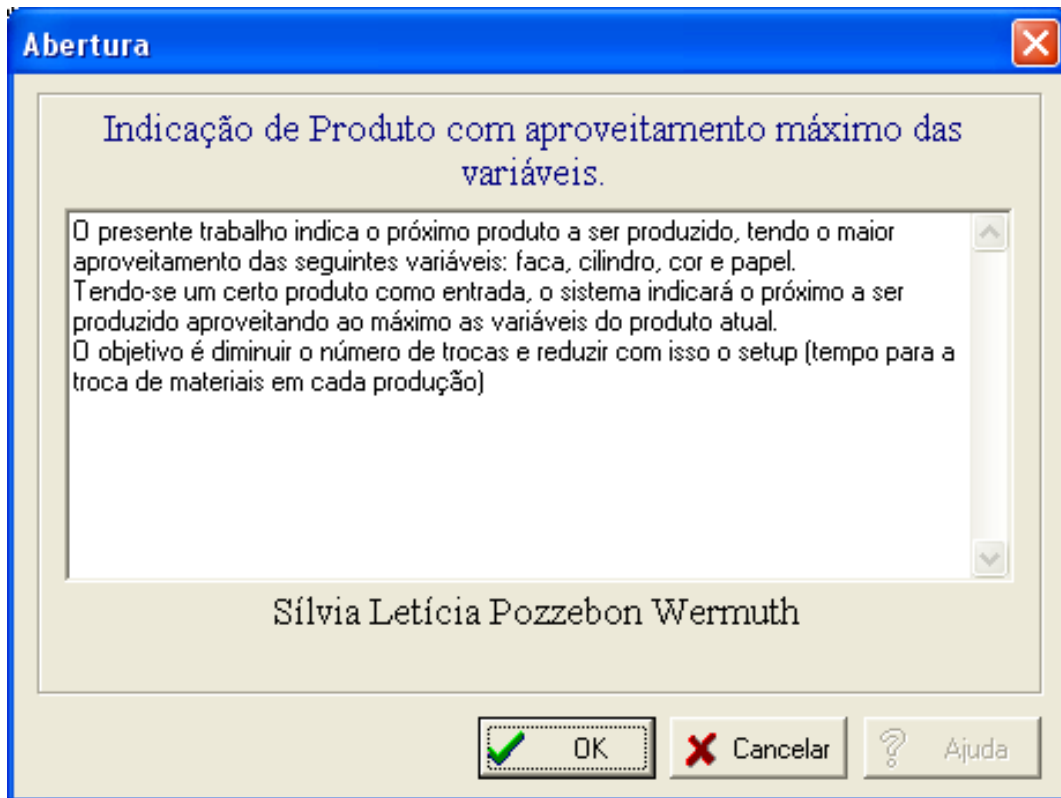 Abertura
Indicação de Produto com aproveitamento máximo das
variáveis.
O presente trabalho indica o próximo produto a ser produzido, tendo o maior
aproveitamento das seguintes variáveis: faca, cilindro, cor e papel.
Tendo-se um certo produto como entrada, o sistema indicará o próximo a ser
produzido aproveitando ao máximo as variáveis do produto atual.
O objetivo é diminuir o número de trocas e reduzir com isso o setup (tempo para a
troca de materiais em cada produção)
Sílvia Letícia Pozzebon Wermuth
OK
Cancelar
Ajuda